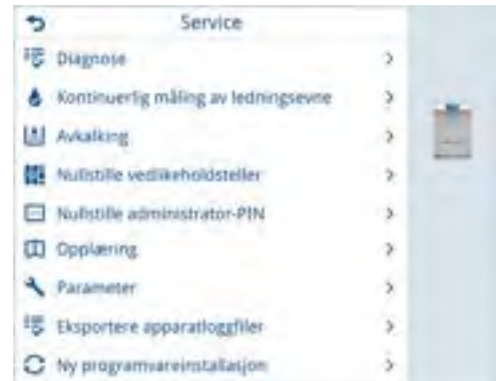 Service
Diagnose
Kontinuerlig måling av ledningsevne
Avkalking
Nullstille vedlikeholdsteller
Nullstille administrator-PIN
Opplæring
Parameter
Eksportere apparatloggfiler
Ny programvareinstallasjon